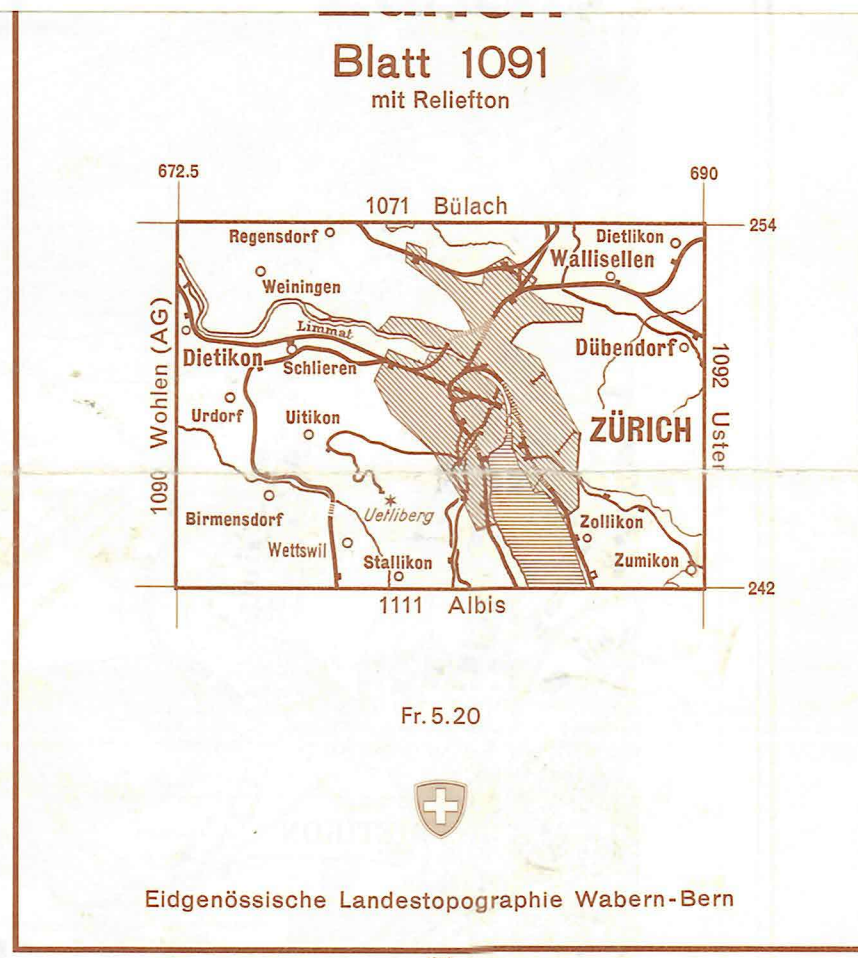 Zürich
Blatt 1091
mit Reliefton
672.5
690
1071 Bülach
254
Regensdorf
Dietlikon
Wallisellen
Weiningen
Limmat
1090 Wohlen (AG)
Dietikon
Schlieren
Dübendorf
1092 Uster
Urdorf
Uitikon
ZÜRICH
Birmensdorf
Uetliberg
Zollikon
Wettswil
Stallikon
Zumikon
242
1111 Albis
Fr. 5.20
Eidgenössische Landestopographie Wabern-Bern